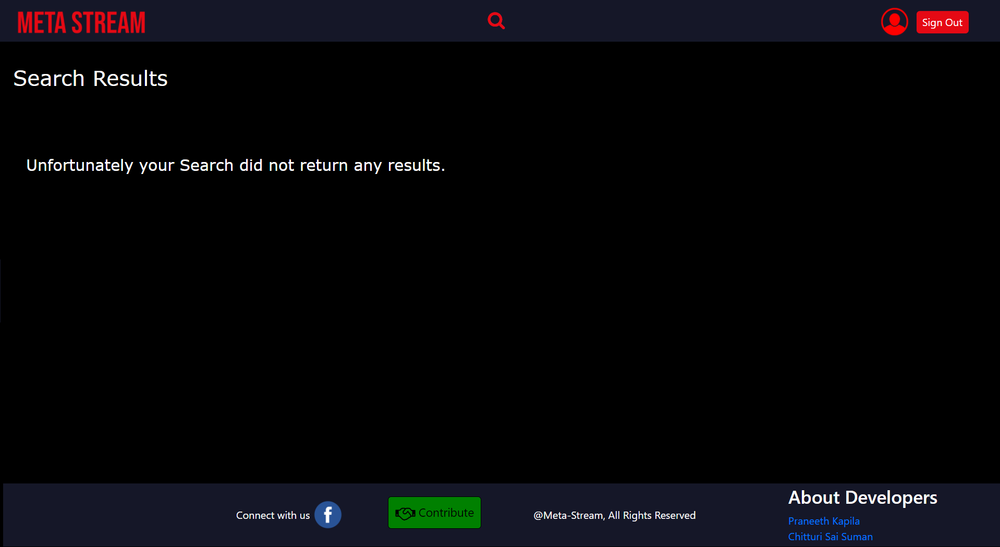 META STREAM
Sign Out
Search Results
Unfortunately your Search did not return any results.
Connect with us
Contribute
@Meta-Stream, All Rights Reserved
About Developers
Praneeth Kapila
Chitturi Sai Suman